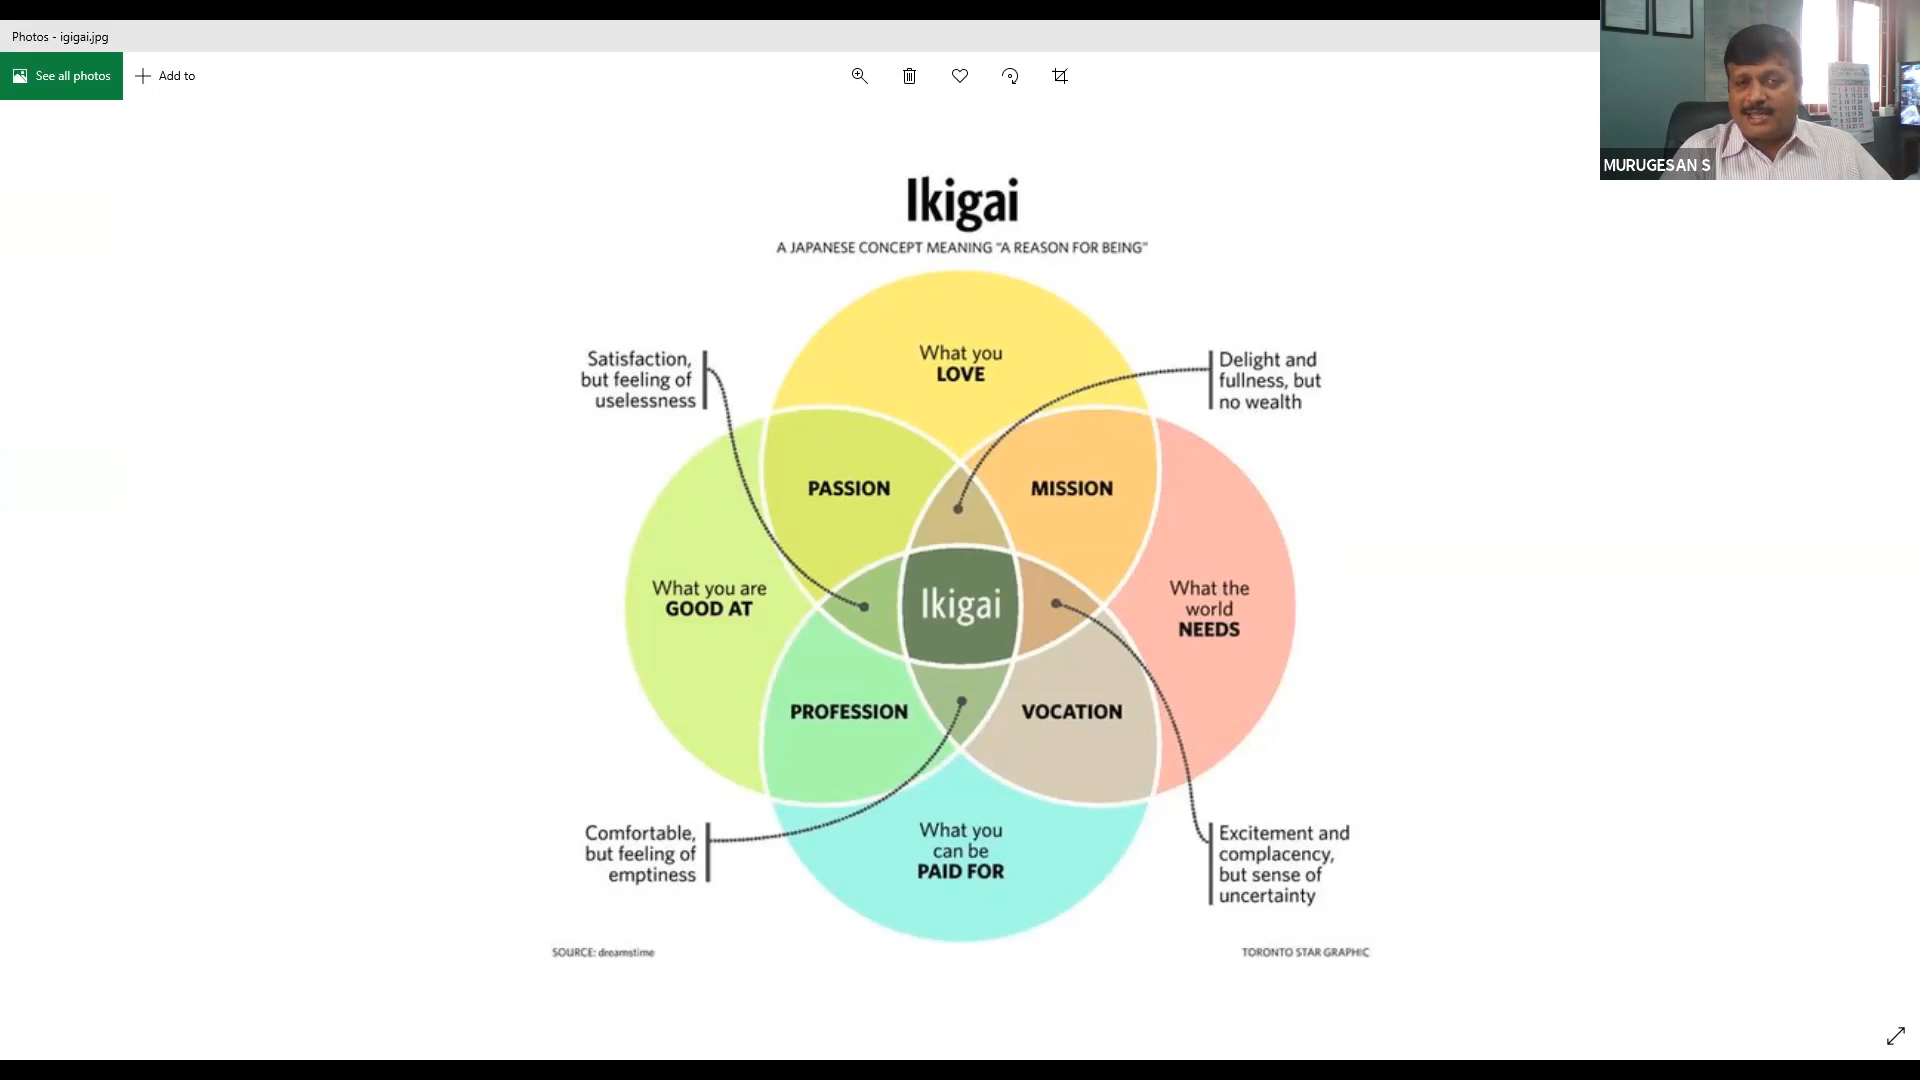 Photos - igigai.jpg
See all photos
Add to
MURUGESAN S
Ikigai
A JAPANESE CONCEPT MEANING "A REASON FOR BEING"
Satisfaction,
but feeling of
uselessness
What you
LOVE
Delight and
fullness, but
no wealth
PASSION
MISSION
What you are
GOOD AT
Ikigai
What the
world
NEEDS
PROFESSION
VOCATION
Comfortable,
but feeling of
emptiness
What you
can be
PAID FOR
Excitement and
complacency,
but sense of
uncertainty
SOURCE: dreamstime
TORONTO STAR GRAPHIC